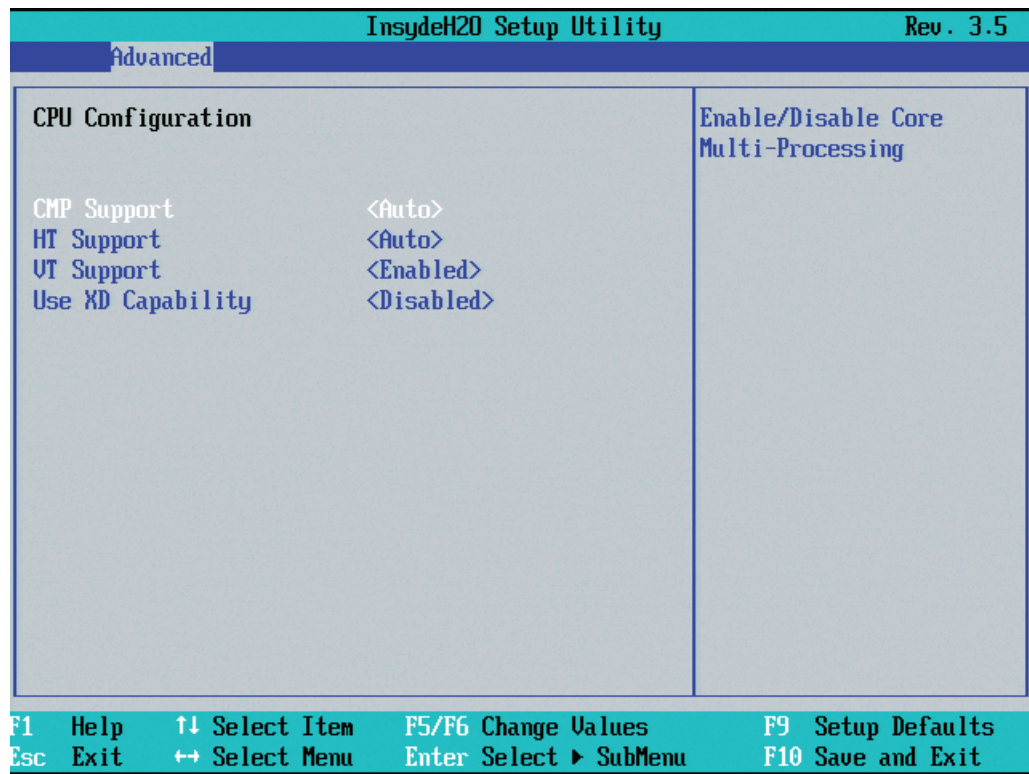 InsydeH20 Setup Utility Rev. 3.5
Advanced
CPU Configuration
Enable/Disable Core
Multi-Processing
CMP Support <Auto>
HT Support <Auto>
VT Support <Enabled>
Use XD Capability <Disabled>
F1 Help ↑↓ Select Item F5/F6 Change Values F9 Setup Defaults
Esc Exit ↔ Select Menu Enter Select ▶ SubMenu F10 Save and Exit